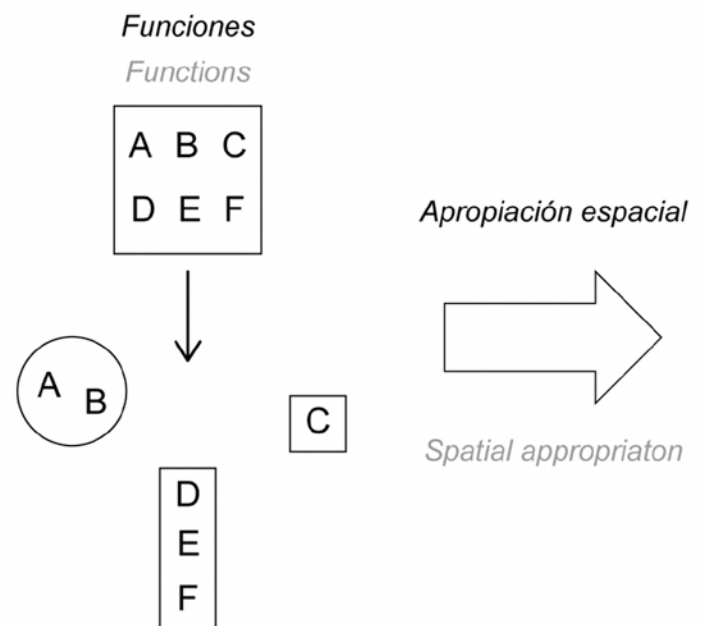 Funciones
Functions
A B C
D E F
Apropiación espacial
A B
C
Spatial appropriaton
D
E
F